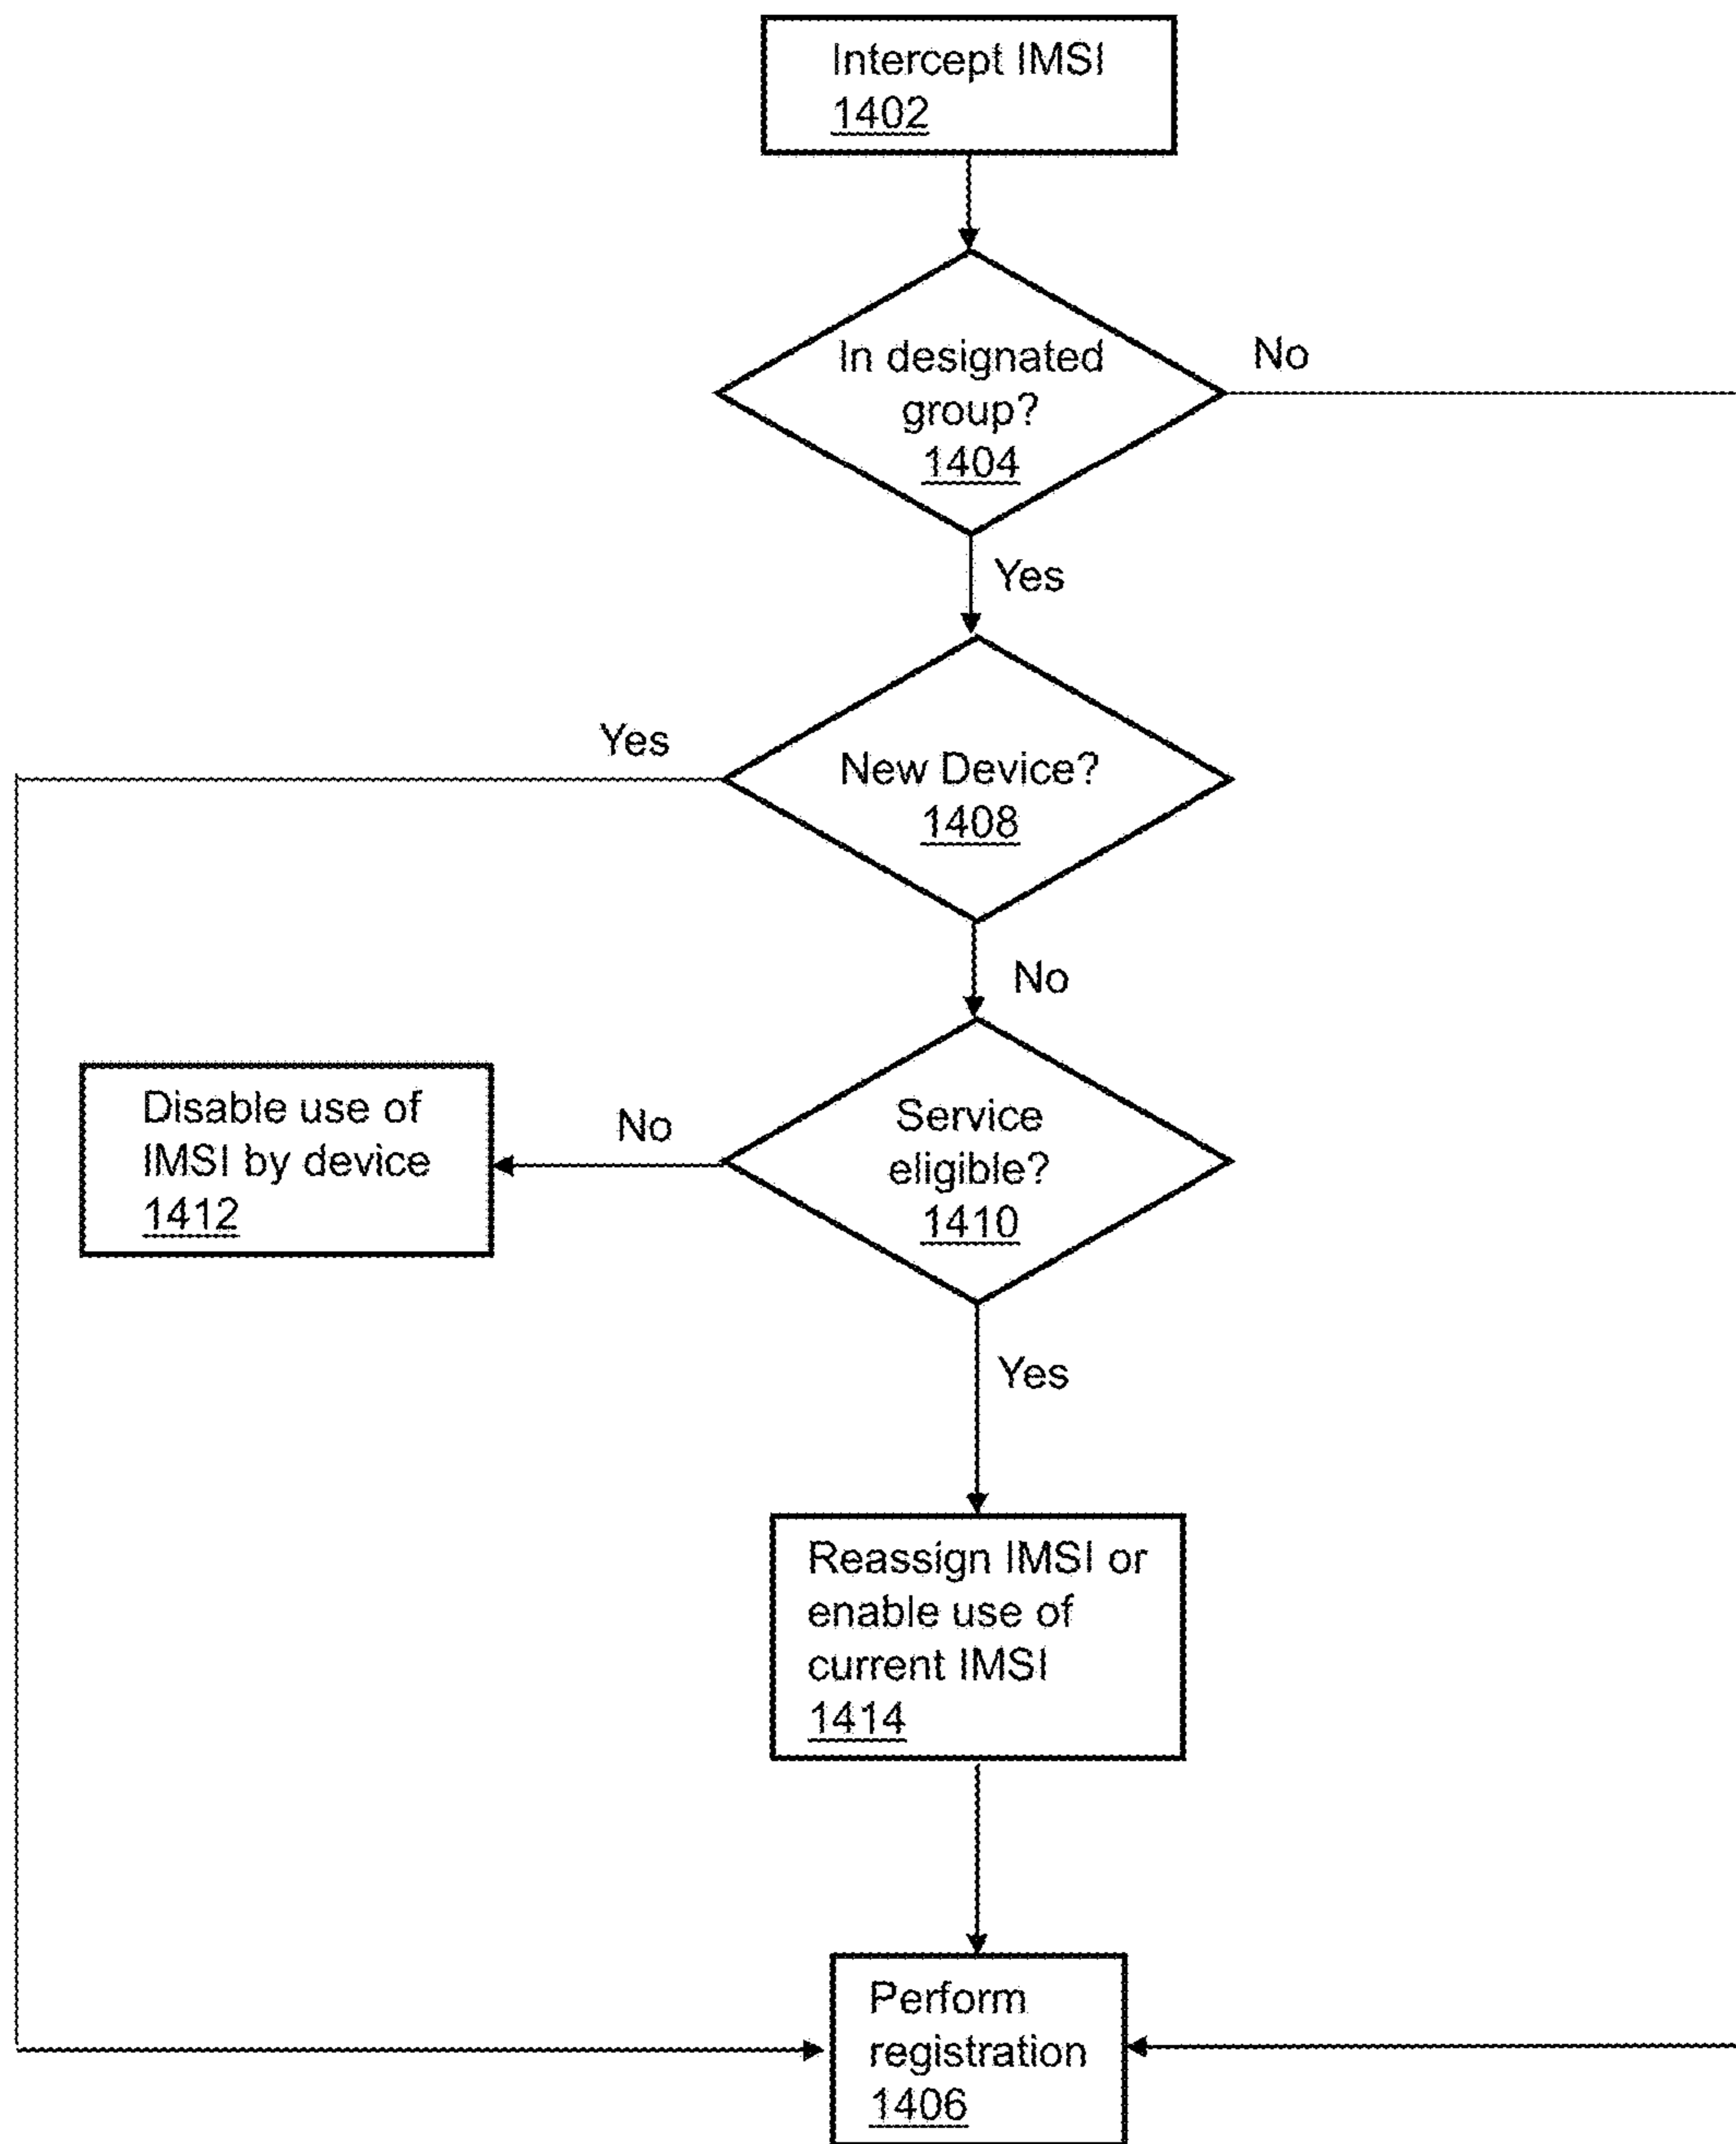 Intercept IMSI
1402
In designated
group?
1404
No
Yes
New Device?
1408
Yes
No
Service
eligible?
1410
No
Disable use of
IMSI by device
1412
Yes
Reassign IMSI or
enable use of
current IMSI
1414
Perform
registration
1406